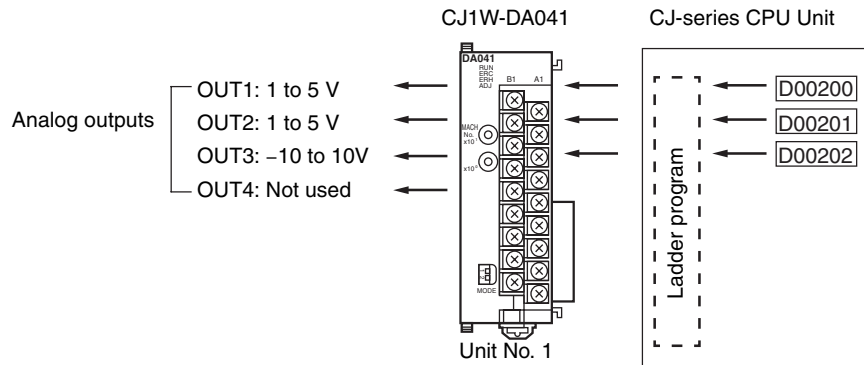 CJ1W-DA041
CJ-series CPU Unit
DA041
RUN
ERC
ERH
ADJ
B1 A1
MACH
No.
x10¹
x10⁰
MODE
Analog outputs
OUT1: 1 to 5 V
OUT2: 1 to 5 V
OUT3: −10 to 10V
OUT4: Not used
Ladder program
D00200
D00201
D00202
Unit No. 1